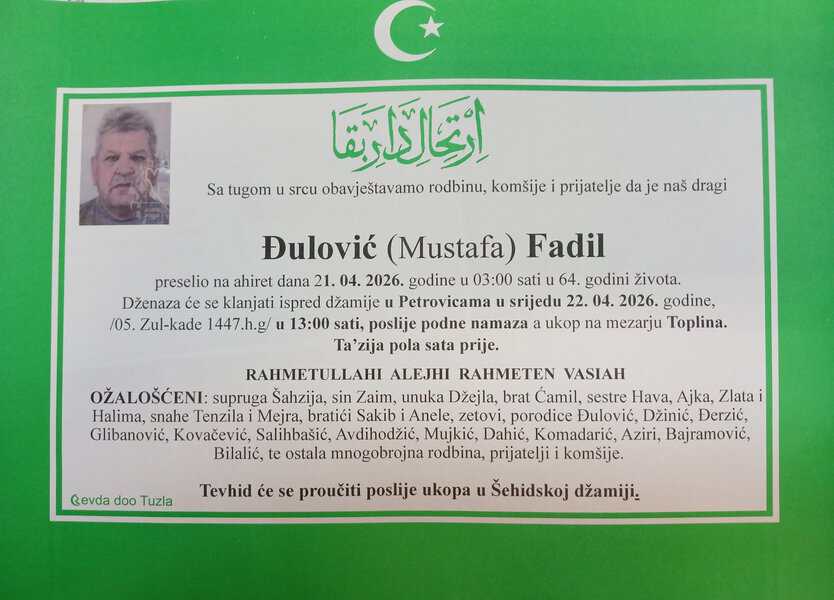 اِرْتِحَالِ دَارِ بَقَا
Sa tugom u srcu obavještavamo rodbinu, komšije i prijatelje da je naš dragi
Đulović (Mustafa) Fadil
preselio na ahiret dana 21. 04. 2026. godine u 03:00 sati u 64. godini života.
Dženaza će se klanjati ispred džamije u Petrovicama u srijedu 22. 04. 2026. godine,
/05. Zul-kade 1447.h.g/ u 13:00 sati, poslije podne namaza a ukop na mezarju Toplina.
Ta’zija pola sata prije.
RAHMETULLAHI ALEJHI RAHMETEN VASIAH
OŽALOŠĆENI: supruga Šahzija, sin Zaim, unuka Džejla, brat Ćamil, sestre Hava, Ajka, Zlata i
Halima, snahe Tenzila i Mejra, bratići Sakib i Anele, zetovi, porodice Đulović, Džinić, Đerzić,
Glibanović, Kovačević, Salihbašić, Avdihodžić, Mujkić, Dahić, Komadarić, Aziri, Bajramović,
Bilalić, te ostala mnogobrojna rodbina, prijatelji i komšije.
Tevhid će se proučiti poslije ukopa u Šehidskoj džamiji.
Cevda doo Tuzla